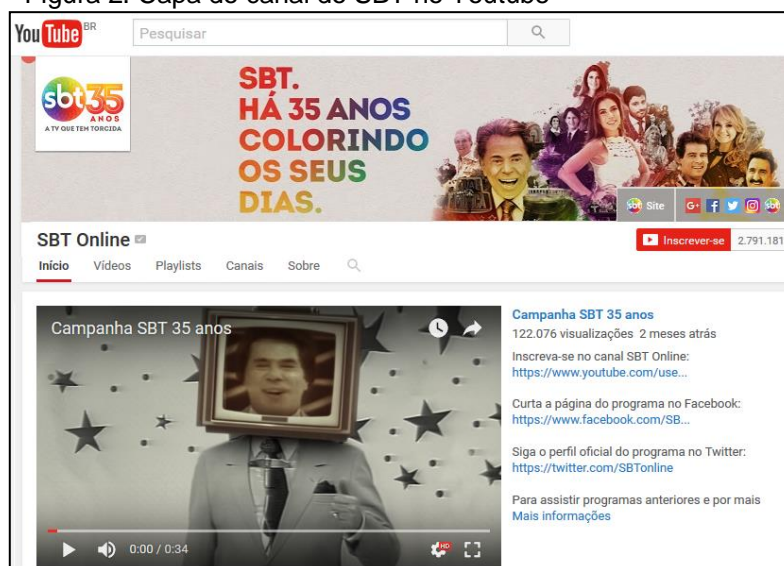 Figura 2: Capa do canal do SBT no Youtube
YouTube BR
Pesquisar
sbt35
ANOS
A TV QUE TEM TORCIDA
SBT.
HÁ 35 ANOS
COLORINDO
OS SEUS
DIAS.
sbt Site G+ f sbt
SBT Online
Inscrever-se 2.791.181
Início Vídeos Playlists Canais Sobre
Campanha SBT 35 anos
Campanha SBT 35 anos
122.076 visualizações 2 meses atrás
Inscreva-se no canal SBT Online:
https://www.youtube.com/use...
Curta a página do programa no Facebook:
https://www.facebook.com/SB...
Siga o perfil oficial do programa no Twitter:
https://twitter.com/SBTonline
Para assistir programas anteriores e por mais
Mais informações
0:00 / 0:34
HD